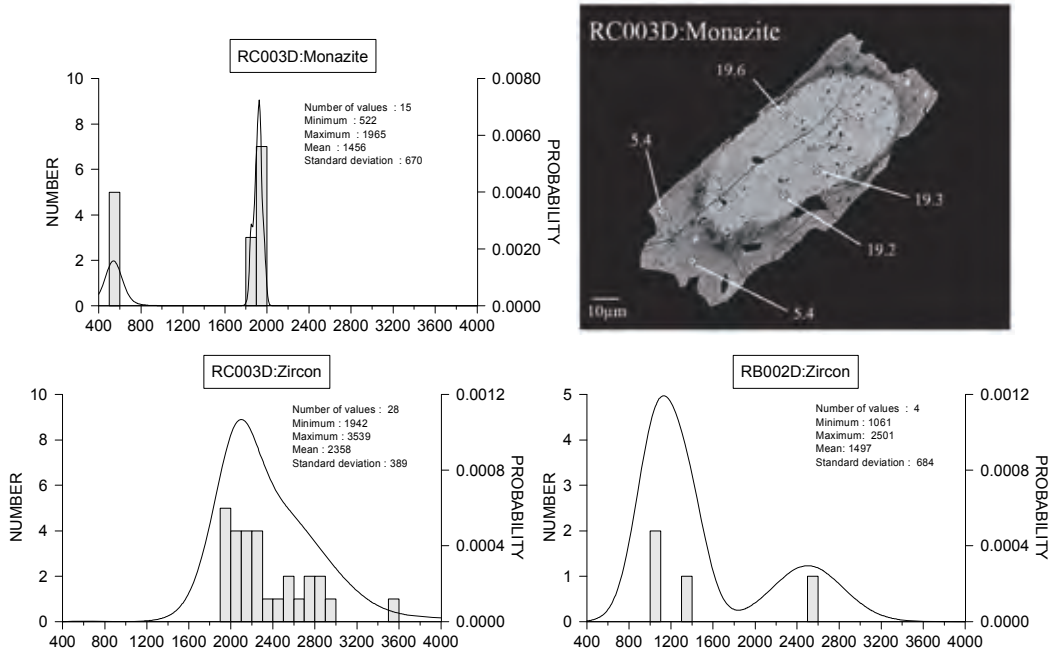 RC003D:Monazite
10
8
6
4
2
0
NUMBER
0.0080
0.0060
0.0040
0.0020
0.0000
PROBABILITY
Number of values : 15
Minimum : 522
Maximum : 1965
Mean : 1456
Standard deviation : 670
400 800 1200 1600 2000 2400 2800 3200 3600 4000
RC003D:Monazite
19.6
5.4
19.3
19.2
5.4
10µm
RC003D:Zircon
10
8
6
4
2
0
NUMBER
0.0012
0.0008
0.0004
0.0000
PROBABILITY
Number of values : 28
Minimum : 1942
Maximum : 3539
Mean : 2358
Standard deviation : 389
400 800 1200 1600 2000 2400 2800 3200 3600 4000
RB002D:Zircon
5
4
3
2
1
0
NUMBER
0.0012
0.0008
0.0004
0.0000
PROBABILITY
Number of values : 4
Minimum : 1061
Maximum: 2501
Mean: 1497
Standard deviation : 684
400 800 1200 1600 2000 2400 2800 3200 3600 4000